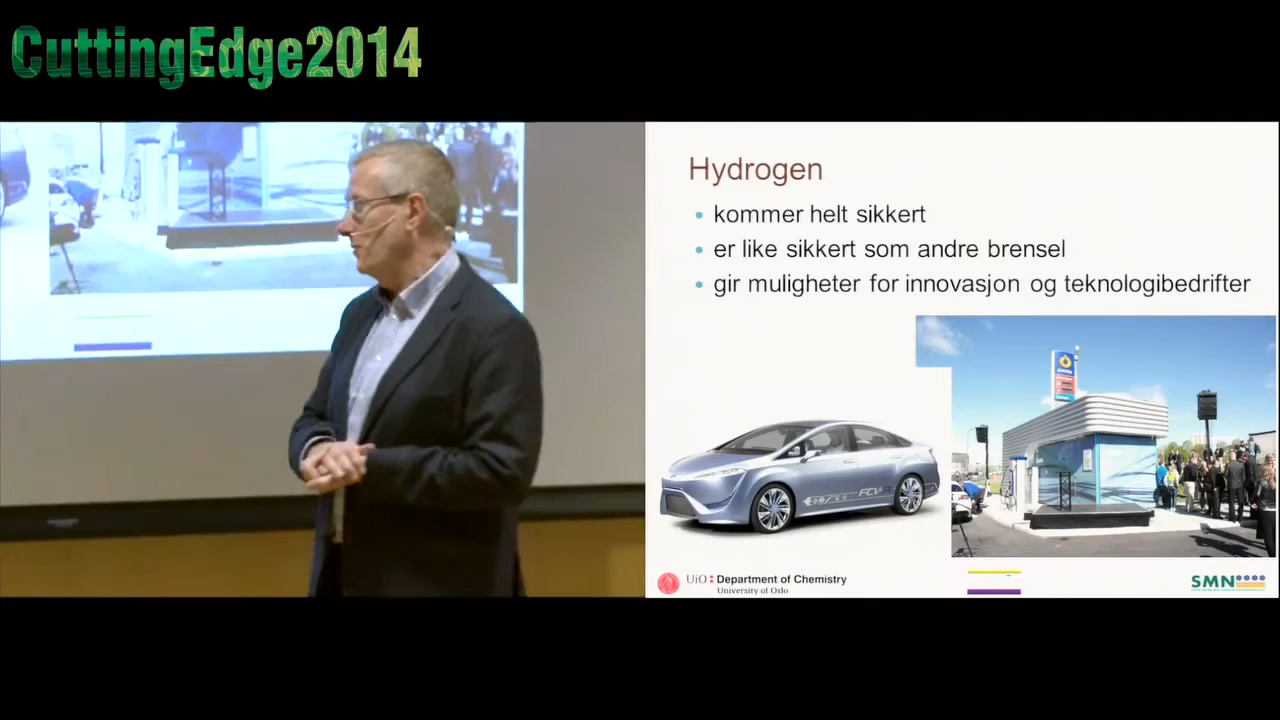 CuttingEdge2014
Hydrogen
• kommer helt sikkert
• er like sikkert som andre brensel
• gir muligheter for innovasjon og teknologibedrifter
FCV-R
UiO : Department of Chemistry
University of Oslo
SMN